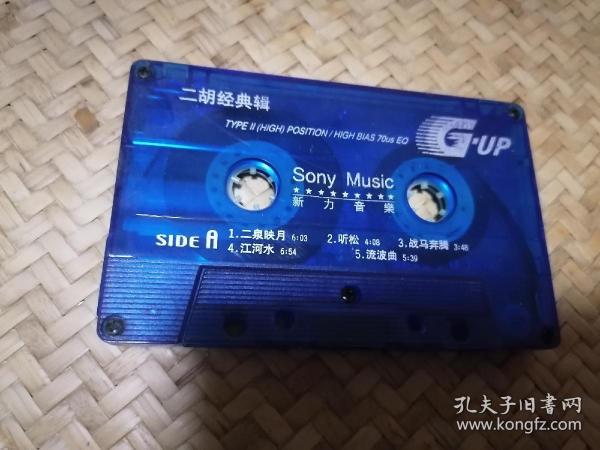 二胡经典辑
TYPE II (HIGH) POSITION / HIGH BIAS 70us EQ
G-UP
Sony Music
★★★★★★★★★
新力音樂
SIDE A
1.二泉映月 6:03 2.听松 4:08 3.战马奔腾 3:48
4.江河水 6:54 5.流波曲 5:39
孔夫子旧書网
www.kongfz.com